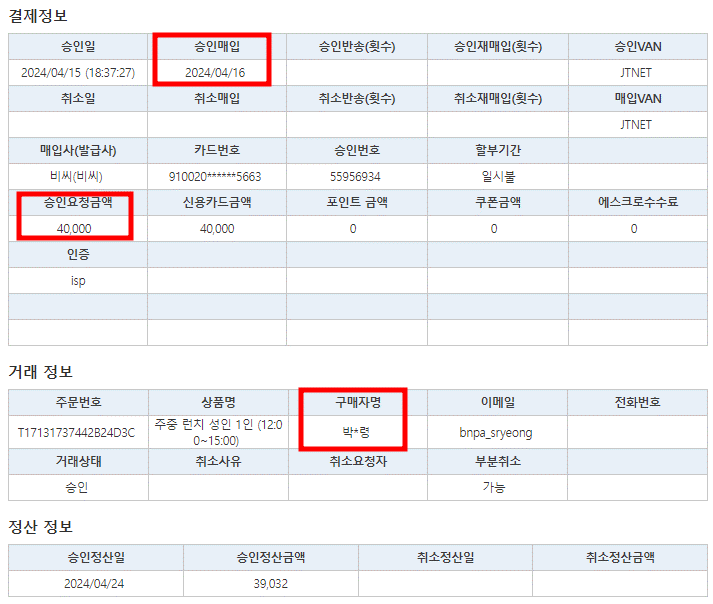 결제정보
승인일 승인매입 승인반송(횟수) 승인재매입(횟수) 승인VAN
2024/04/15 (18:37:27) 2024/04/16 JTNET
취소일 취소매입 취소반송(횟수) 취소재매입(횟수) 매입VAN
JTNET
매입사(발급사) 카드번호 승인번호 할부기간
비씨(비씨) 910020******5663 55956934 일시불
승인요청금액 신용카드금액 포인트 금액 쿠폰금액 에스크로수수료
40,000 40,000 0 0 0
인증
isp
거래 정보
주문번호 상품명 구매자명 이메일 전화번호
T17131737442B24D3C 주중 런치 성인 1인 (12:0
0~15:00) 박*령 bnpa_sryeong
거래상태 취소사유 취소요청자 부분취소
승인 가능
정산 정보
승인정산일 승인정산금액 취소정산일 취소정산금액
2024/04/24 39,032